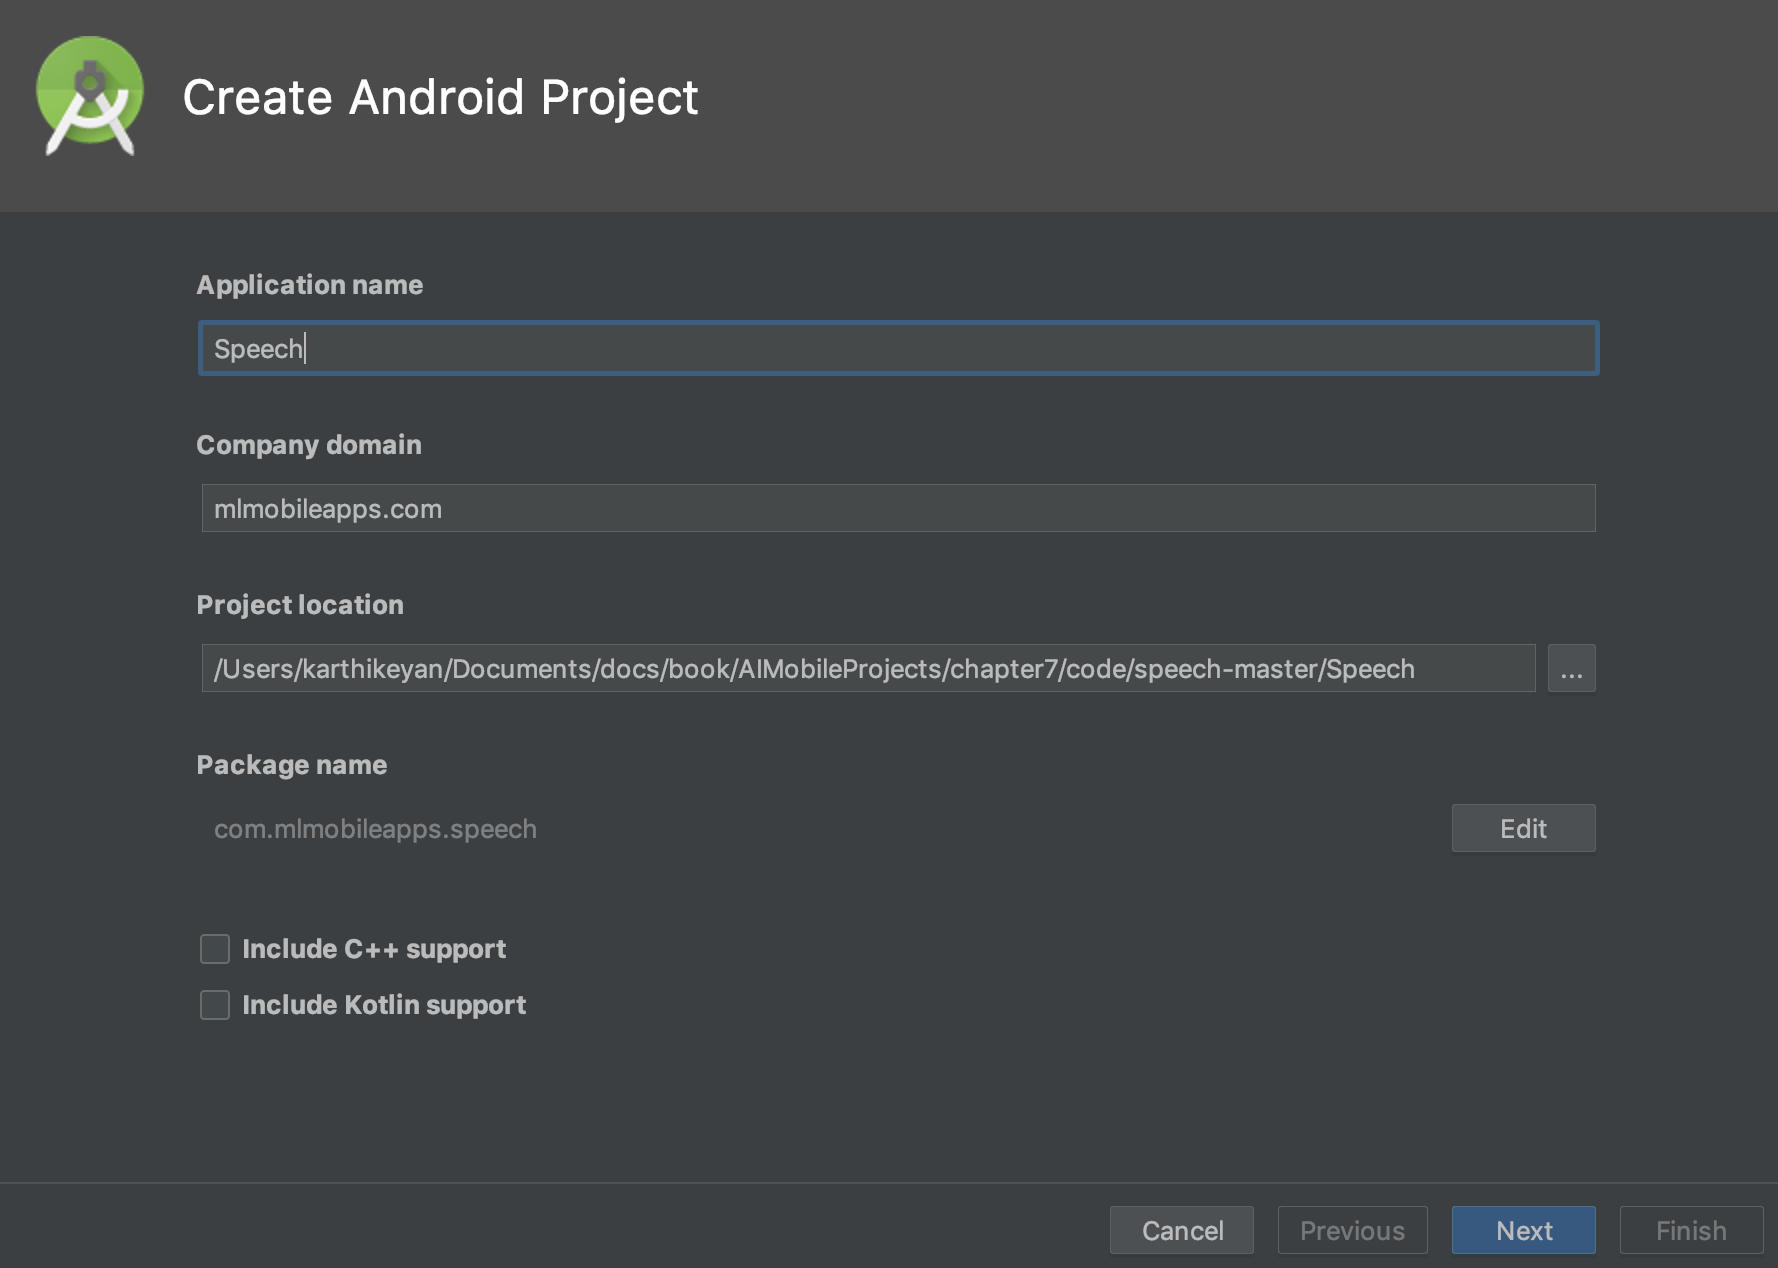 Create Android Project
Application name
Speech
Company domain
mlmobileapps.com
Project location
/Users/karthikeyan/Documents/docs/book/AIMobileProjects/chapter7/code/speech-master/Speech
...
Package name
com.mlmobileapps.speech
Edit
Include C++ support
Include Kotlin support
Cancel Previous Next Finish